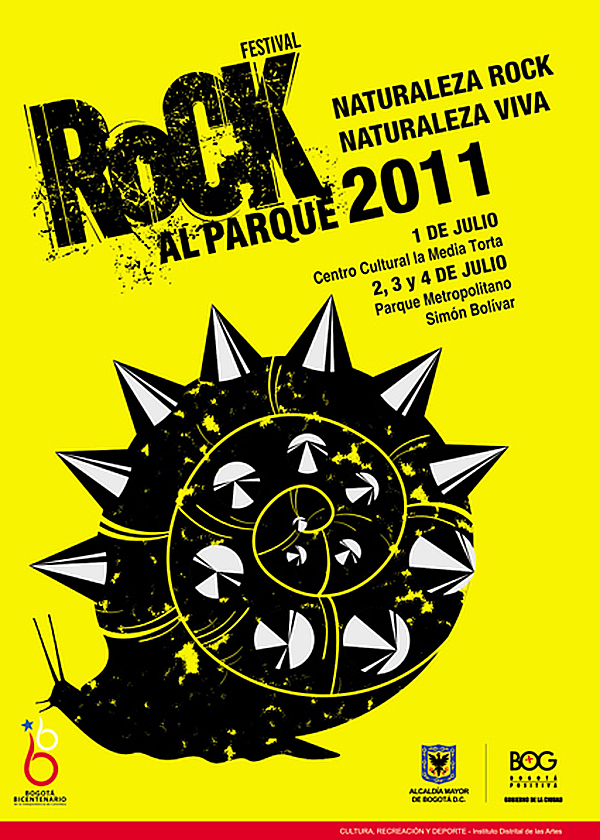 FESTIVAL
ROCK
AL PARQUE 2011
NATURALEZA ROCK
NATURALEZA VIVA
1 DE JULIO
Centro Cultural la Media Torta
2, 3 y 4 DE JULIO
Parque Metropolitano
Simón Bolívar
BOGOTÁ
BICENTENARIO
ALCALDÍA MAYOR
DE BOGOTÁ D.C.
BOG
BOGOTÁ
POSITIVA
GOBIERNO DE LA CIUDAD
CULTURA, RECREACIÓN Y DEPORTE - Instituto Distrital de las Artes